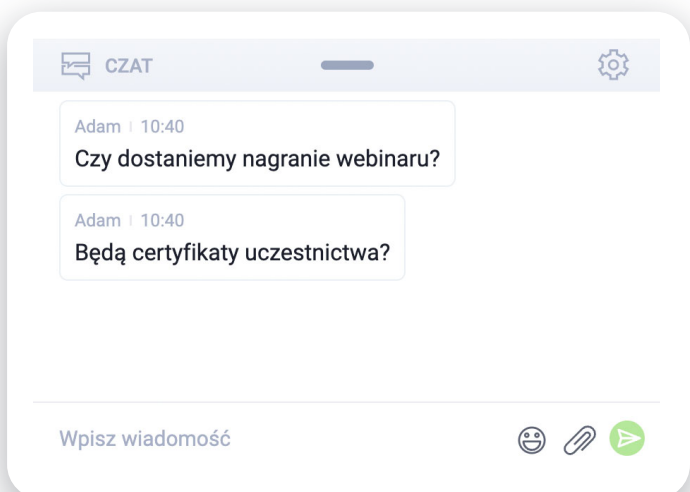 CZAT
Adam | 10:40
Czy dostaniemy nagranie webinaru?
Adam | 10:40
Będą certyfikaty uczestnictwa?
Wpisz wiadomość